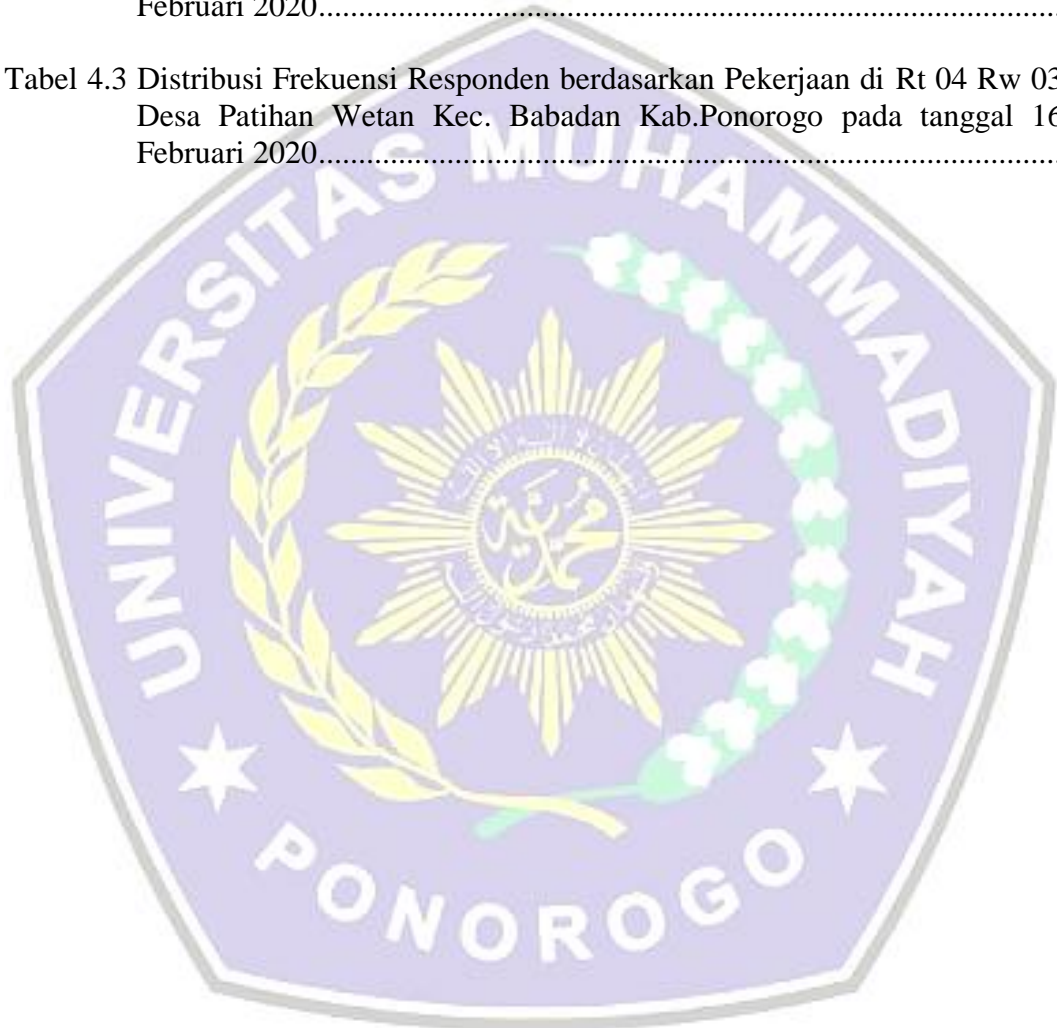 Februari 2020
Tabel 4.3 Distribusi Frekuensi Responden berdasarkan Pekerjaan di Rt 04 Rw 03
Desa Patihan Wetan Kec. Babadan Kab.Ponorogo pada tanggal 16
Februari 2020
UNIVERSITAS MUHAMMADIYAH
PONOROGO